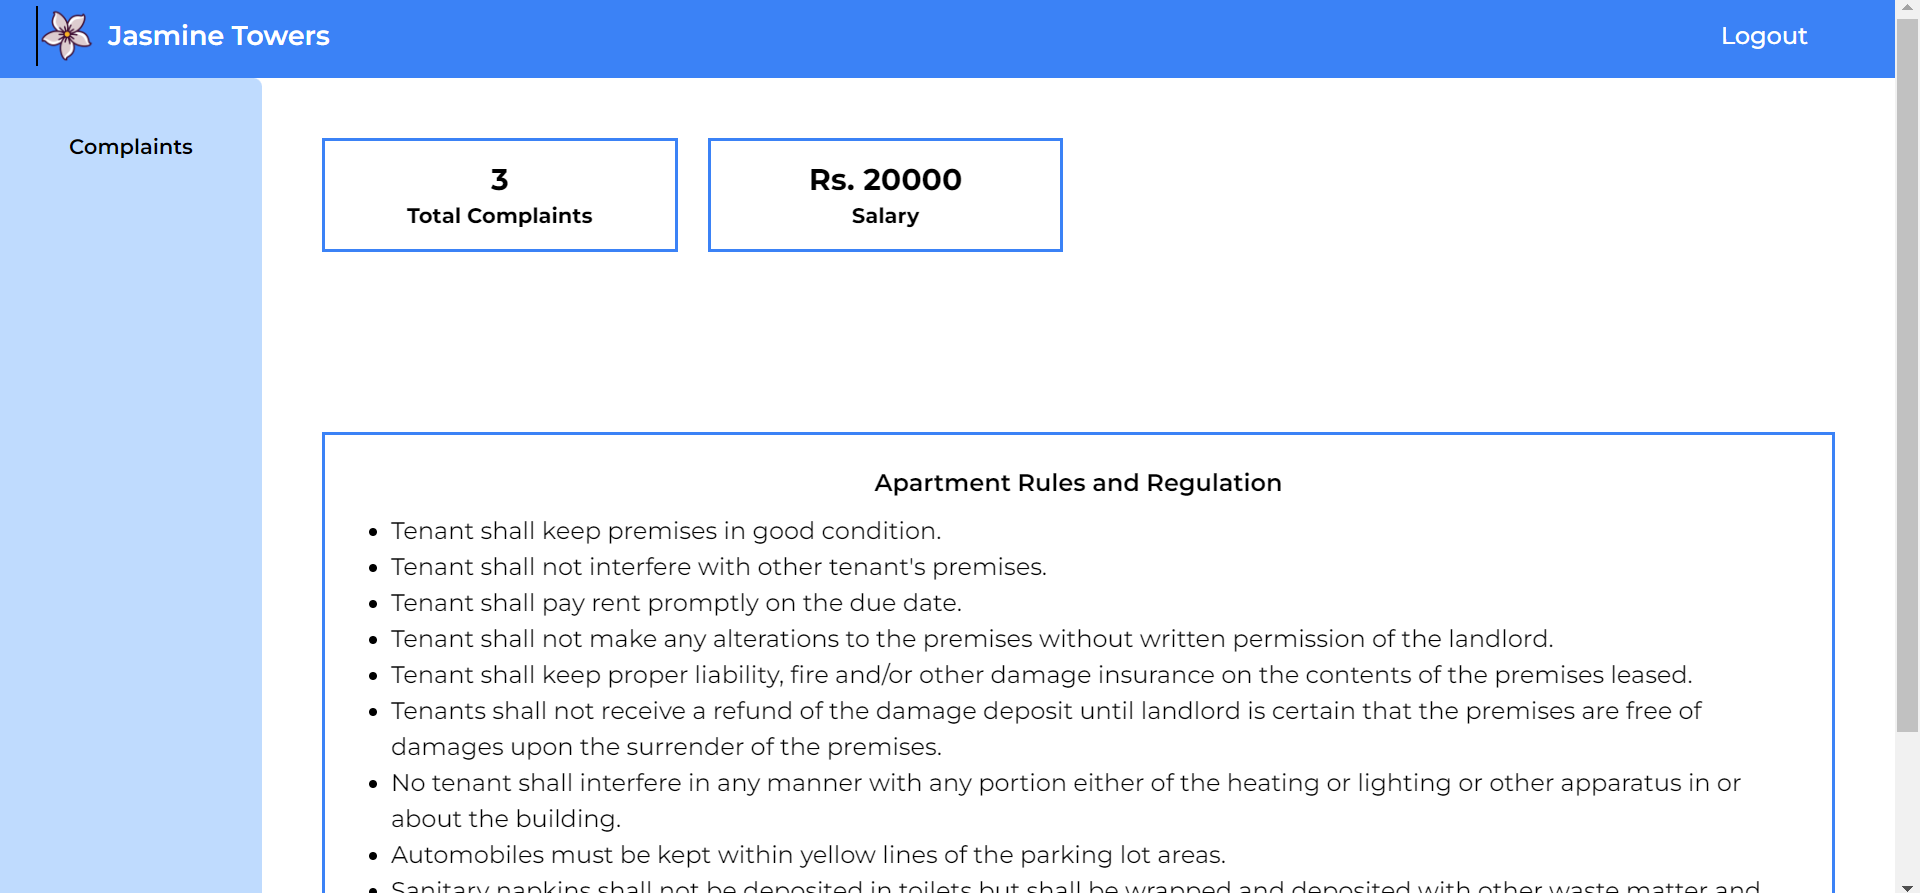 Jasmine Towers
Logout
Complaints
3
Total Complaints
Rs. 20000
Salary
Apartment Rules and Regulation
Tenant shall keep premises in good condition.
Tenant shall not interfere with other tenant's premises.
Tenant shall pay rent promptly on the due date.
Tenant shall not make any alterations to the premises without written permission of the landlord.
Tenant shall keep proper liability, fire and/or other damage insurance on the contents of the premises leased.
Tenants shall not receive a refund of the damage deposit until landlord is certain that the premises are free of
damages upon the surrender of the premises.
No tenant shall interfere in any manner with any portion either of the heating or lighting or other apparatus in or
about the building.
Automobiles must be kept within yellow lines of the parking lot areas.
Sanitary napkins shall not be deposited in toilets but shall be wrapped and deposited with other waste matter and